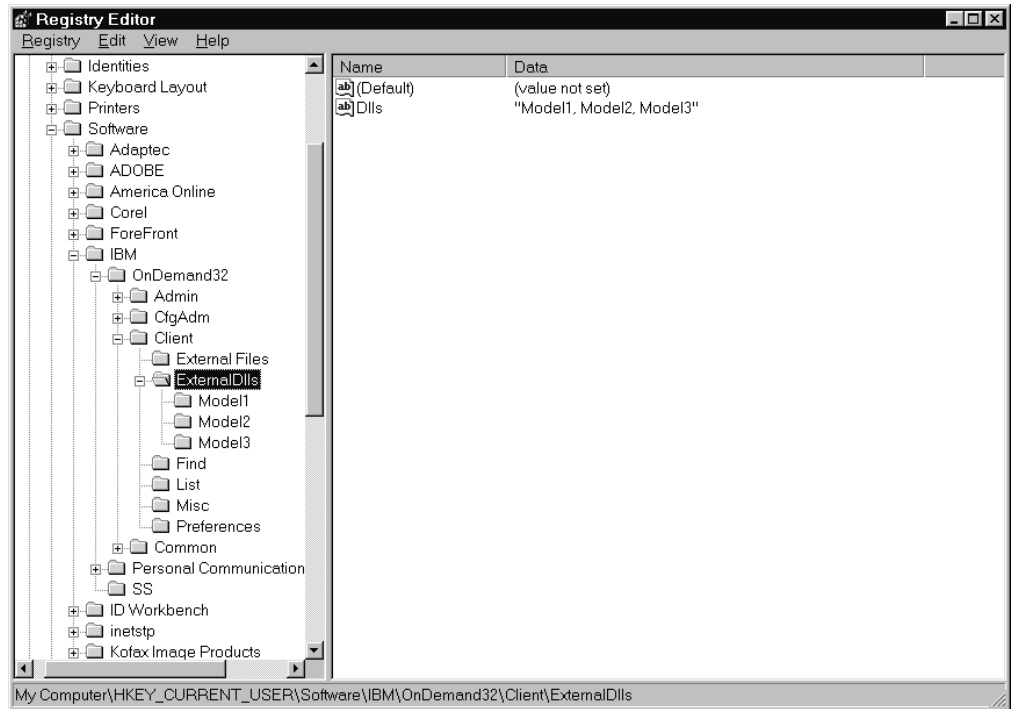 Registry Editor
Registry Edit View Help
Identities
Keyboard Layout
Printers
Software
Adaptec
ADOBE
America Online
Corel
ForeFront
IBM
OnDemand32
Admin
CfgAdm
Client
External Files
ExternalDlls
Model1
Model2
Model3
Find
List
Misc
Preferences
Common
Personal Communication
SS
ID Workbench
inetstp
Kofax Image Products
Name Data
ab (Default) (value not set)
ab Dlls "Model1, Model2, Model3"
My Computer\HKEY_CURRENT_USER\Software\IBM\OnDemand32\Client\ExternalDlls